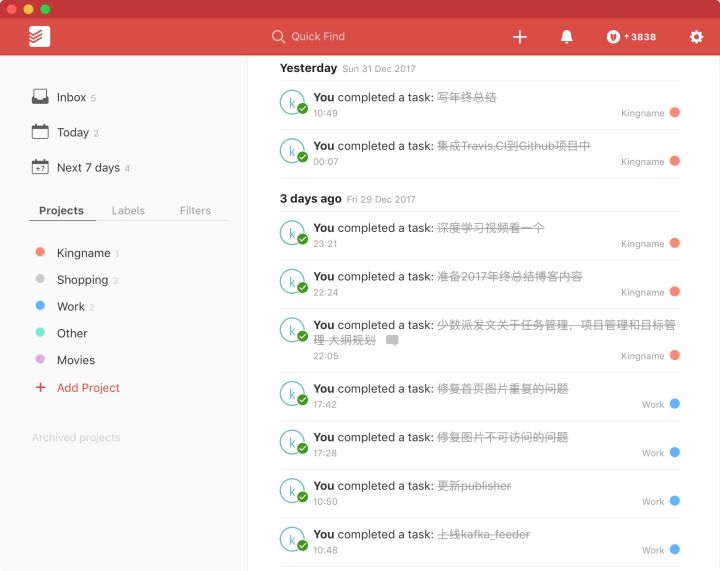 Quick Find
↑3838
Inbox 5
Today 2
+7 Next 7 days 4
Projects Labels Filters
Kingname 1
Shopping 3
Work 2
Other
Movies
+ Add Project
Archived projects
Yesterday Sun 31 Dec 2017
k You completed a task: 写年终总结
10:49 Kingname
k You completed a task: 集成Travis.CI到Github项目中
00:07 Kingname
3 days ago Fri 29 Dec 2017
k You completed a task: 深度学习视频看一个
23:21 Kingname
k You completed a task: 准备2017年终总结博客内容
22:24 Kingname
k You completed a task: 少数派发文关于任务管理，项目管理和目标管
理 大纲规划
22:05 Kingname
k You completed a task: 修复首页图片重复的问题
17:42 Work
k You completed a task: 修复图片不可访问的问题
17:28 Work
k You completed a task: 更新publisher
10:50 Work
k You completed a task: 上线kafka_feeder
10:48 Work